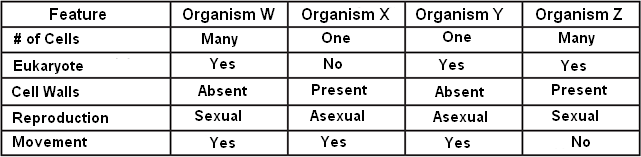 Feature Organism W Organism X Organism Y Organism Z
# of Cells Many One One Many
Eukaryote Yes No Yes Yes
Cell Walls Absent Present Absent Present
Reproduction Sexual Asexual Asexual Sexual
Movement Yes Yes Yes No